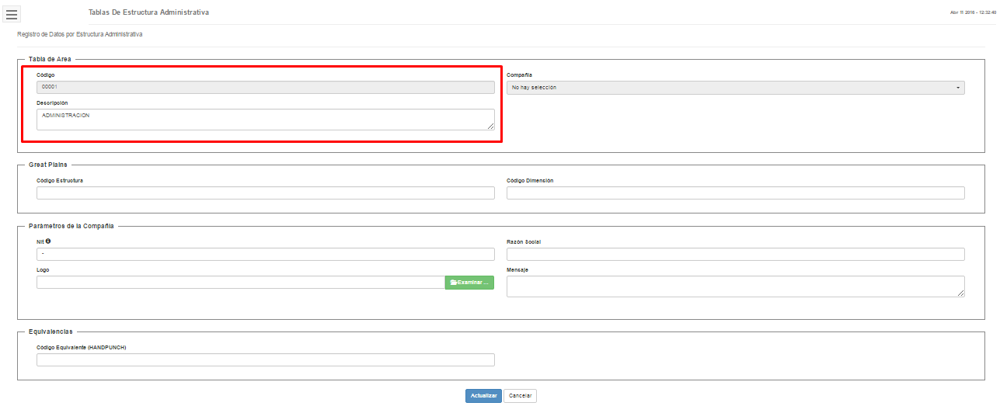 Tablas De Estructura Administrativa
Abr 11 2016 - 12:32:40
Registro de Datos por Estructura Administrativa
Tabla de Area
Código
Compañia
00001
No hay selección
Descripción
ADMINISTRACION
Great Plains
Código Estructura
Código Dimensión
Parámetros de la Compañia
Nit
Razón Social
-
Logo
Mensaje
Examinar ...
Equivalencias
Código Equivalente (HANDPUNCH)
Actualizar
Cancelar